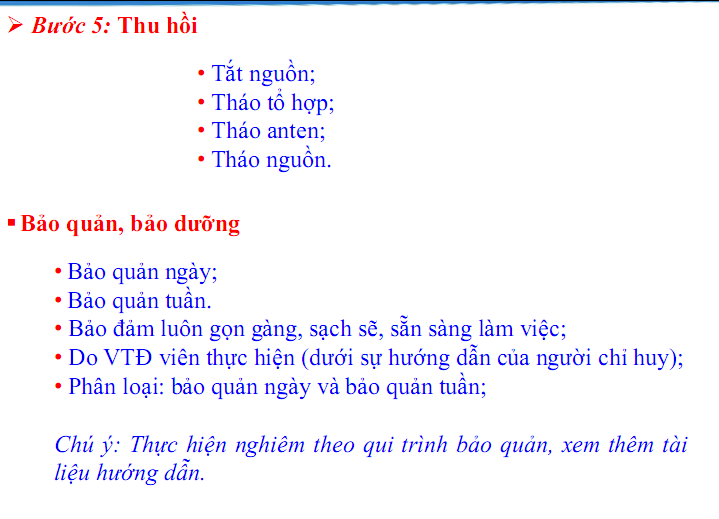 ➢ Bước 5: Thu hồi
• Tắt nguồn;
• Tháo tổ hợp;
• Tháo anten;
• Tháo nguồn.
▪ Bảo quản, bảo dưỡng
• Bảo quản ngày;
• Bảo quản tuần.
• Bảo đảm luôn gọn gàng, sạch sẽ, sẵn sàng làm việc;
• Do VTĐ viên thực hiện (dưới sự hướng dẫn của người chỉ huy);
• Phân loại: bảo quản ngày và bảo quản tuần;
Chú ý: Thực hiện nghiêm theo qui trình bảo quản, xem thêm tài
liệu hướng dẫn.